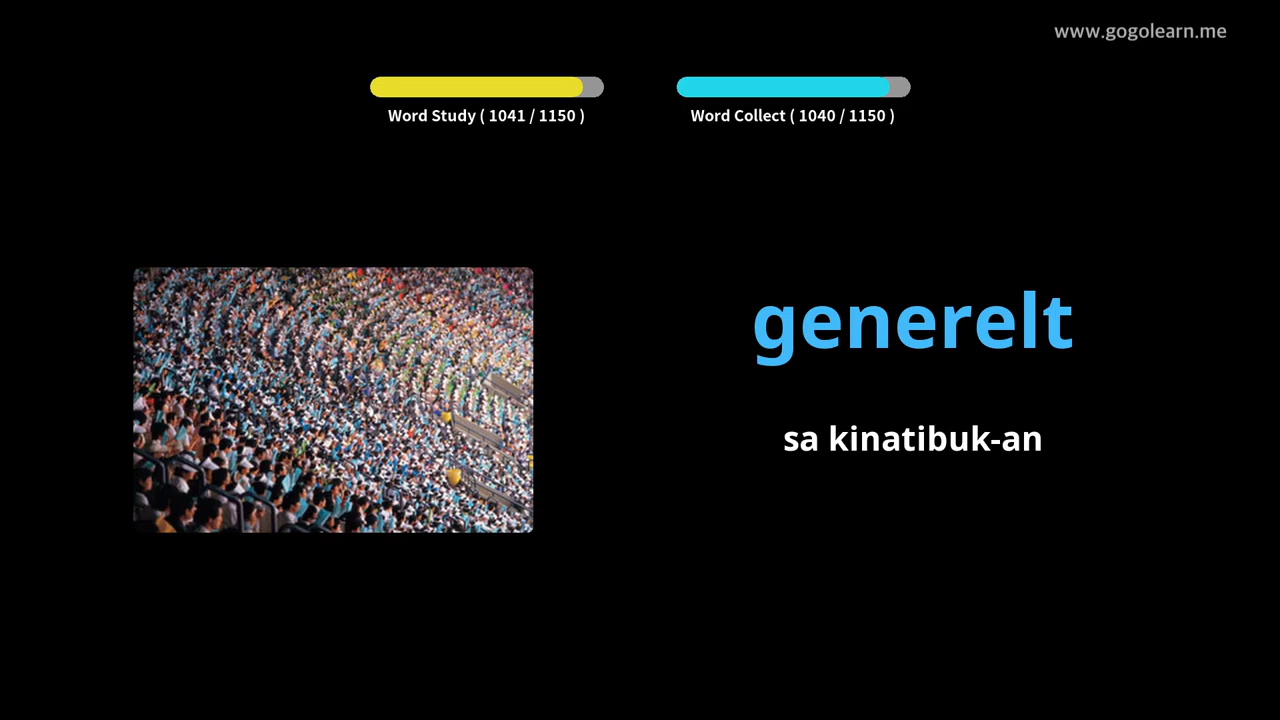 www.gogolearn.me
Word Study ( 1041 / 1150 )
Word Collect ( 1040 / 1150 )
generelt
sa kinatibuk-an